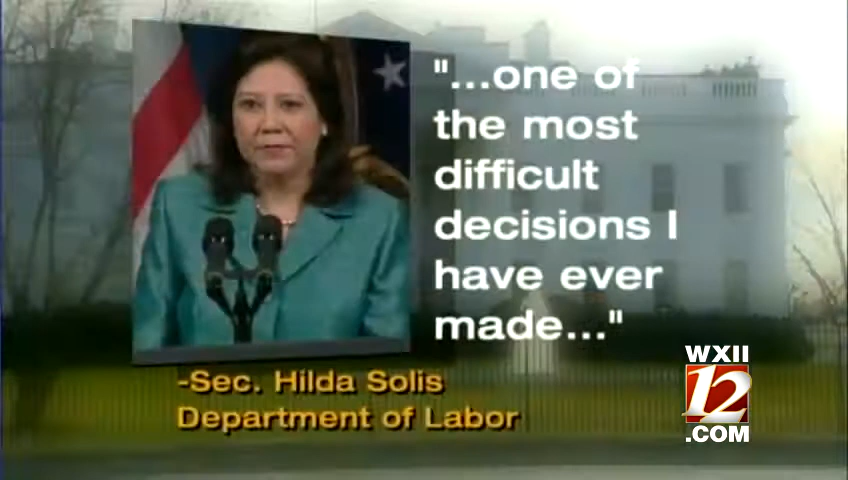 "...one of
the most
difficult
decisions I
have ever
made..."
-Sec. Hilda Solis
Department of Labor
WXII
12
.COM